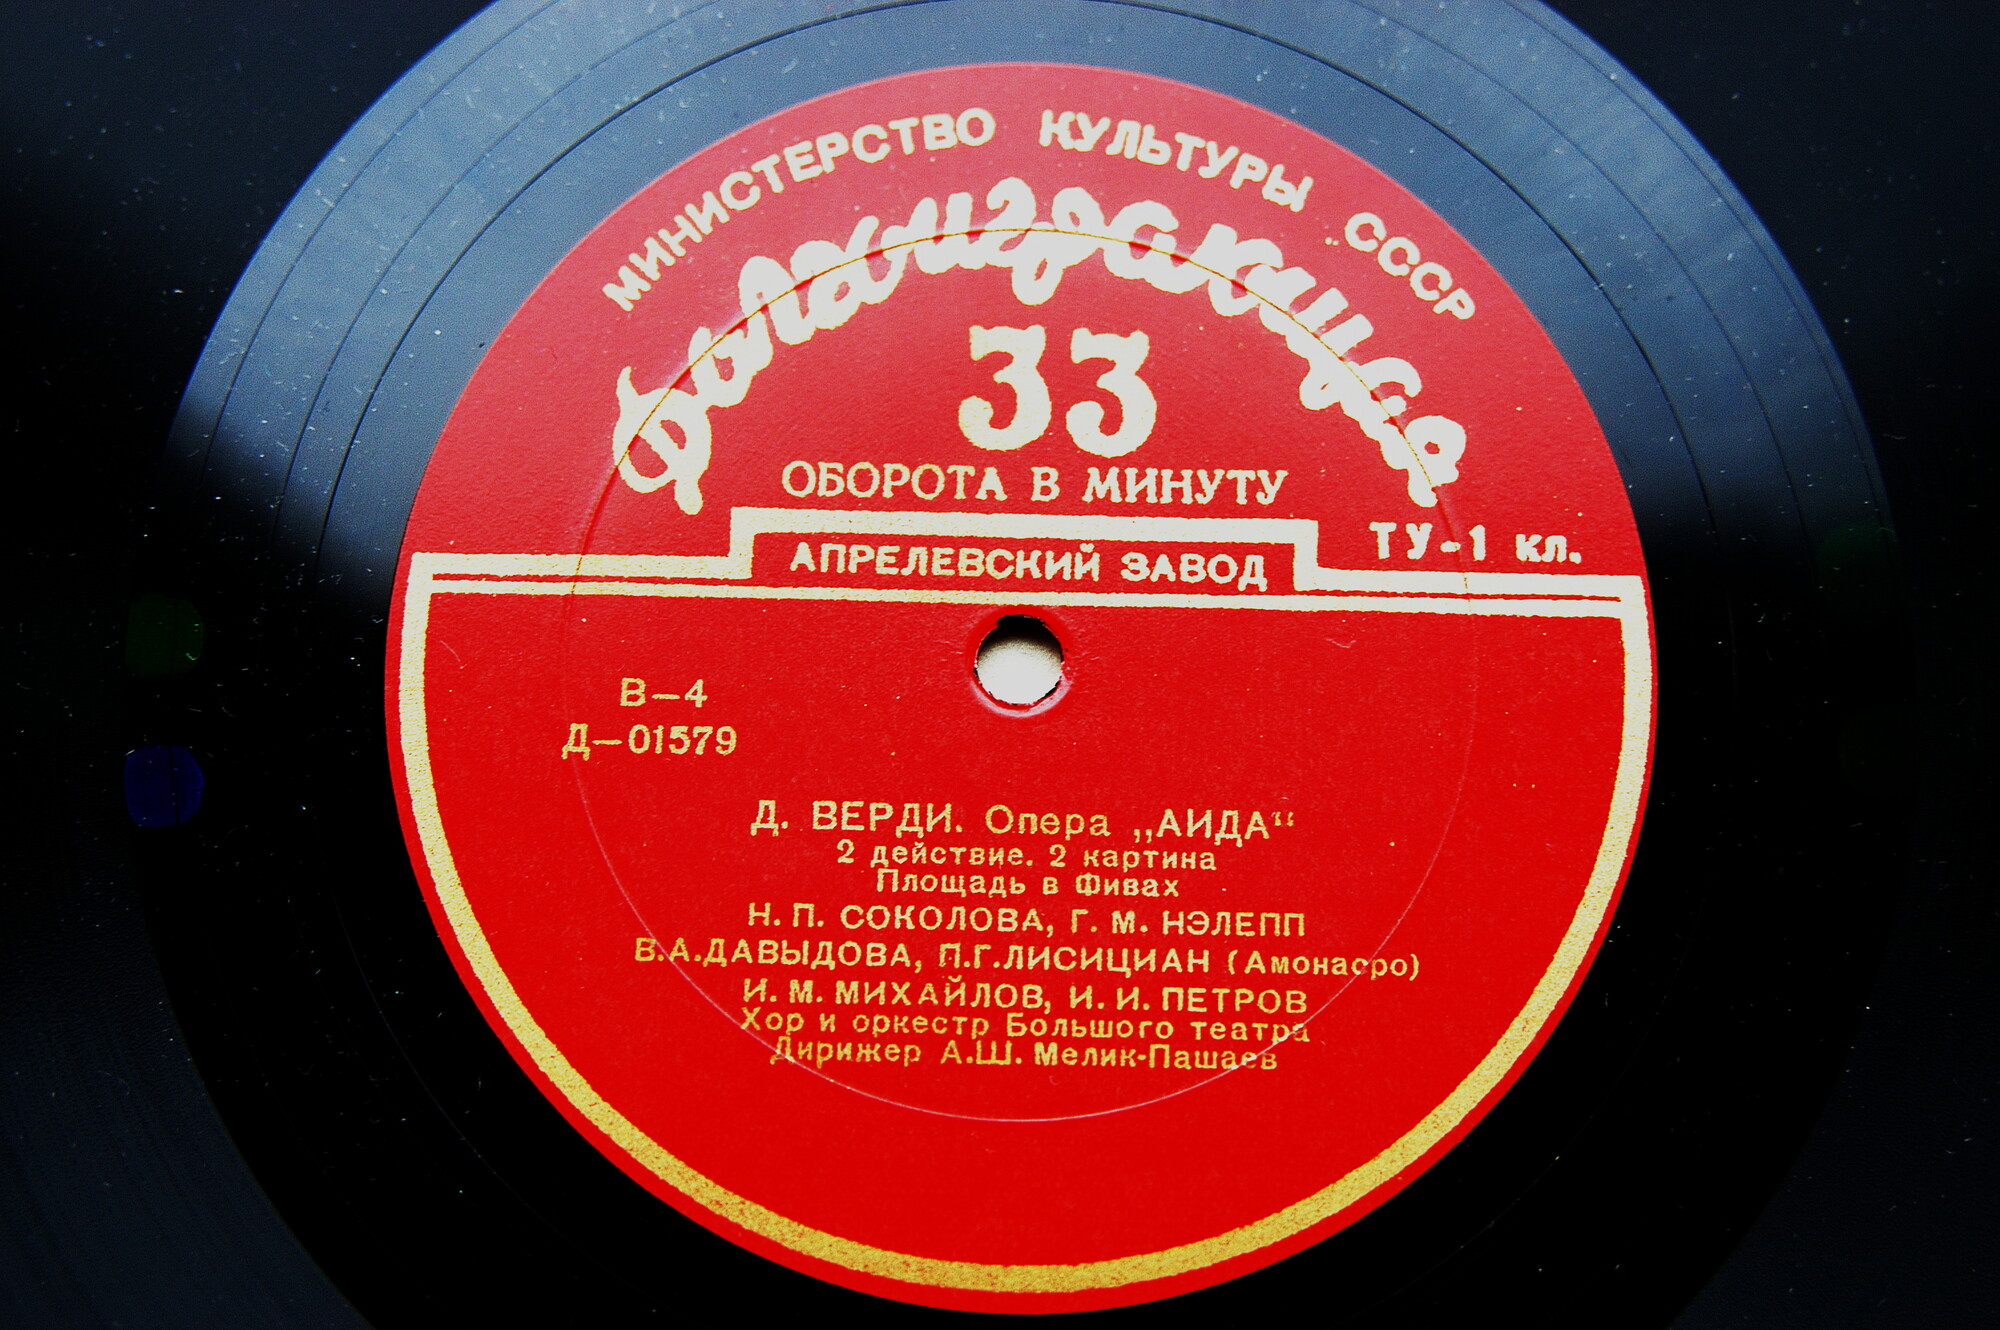 МИНИСТЕРСТВО КУЛЬТУРЫ СССР
Долгоиграющая
33
ОБОРОТА В МИНУТУ
АПРЕЛЕВСКИЙ ЗАВОД
ТУ-1 кл.
В-4
Д-01579
Д. ВЕРДИ. Опера „АИДА“
2 действие. 2 картина
Площадь в Фивах
Н. П. СОКОЛОВА, Г. М. НЭЛЕПП
В.А.ДАВЫДОВА, П.Г.ЛИСИЦИАН (Амонасро)
И. М. МИХАЙЛОВ, И. И. ПЕТРОВ
Хор и оркестр Большого театра
Дирижер А.Ш. Мелик-Пашаев